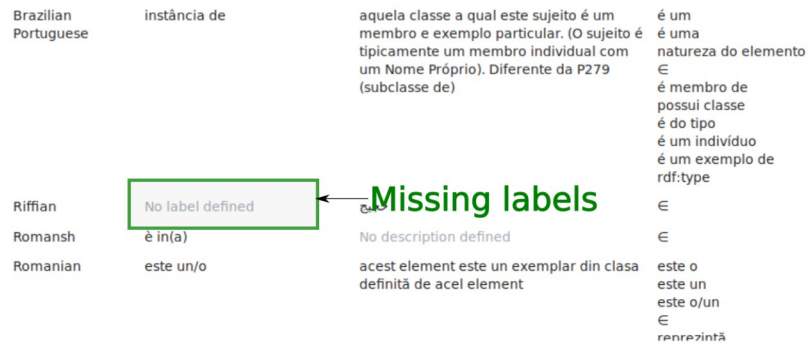 Brazilian Portuguese
instância de
aquela classe a qual este sujeito é um
membro e exemplo particular. (O sujeito é
tipicamente um membro individual com
um Nome Próprio). Diferente da P279
(subclasse de)
é um
é uma
natureza do elemento
∈
é membro de
possui classe
é do tipo
é um indivíduo
é um exemplo de
rdf:type
Riffian
No label defined
Missing labels
∈
Romansh
è in(a)
No description defined
∈
Romanian
este un/o
acest element este un exemplar din clasa
definită de acel element
este o
este un
este o/un
∈
reprezintă